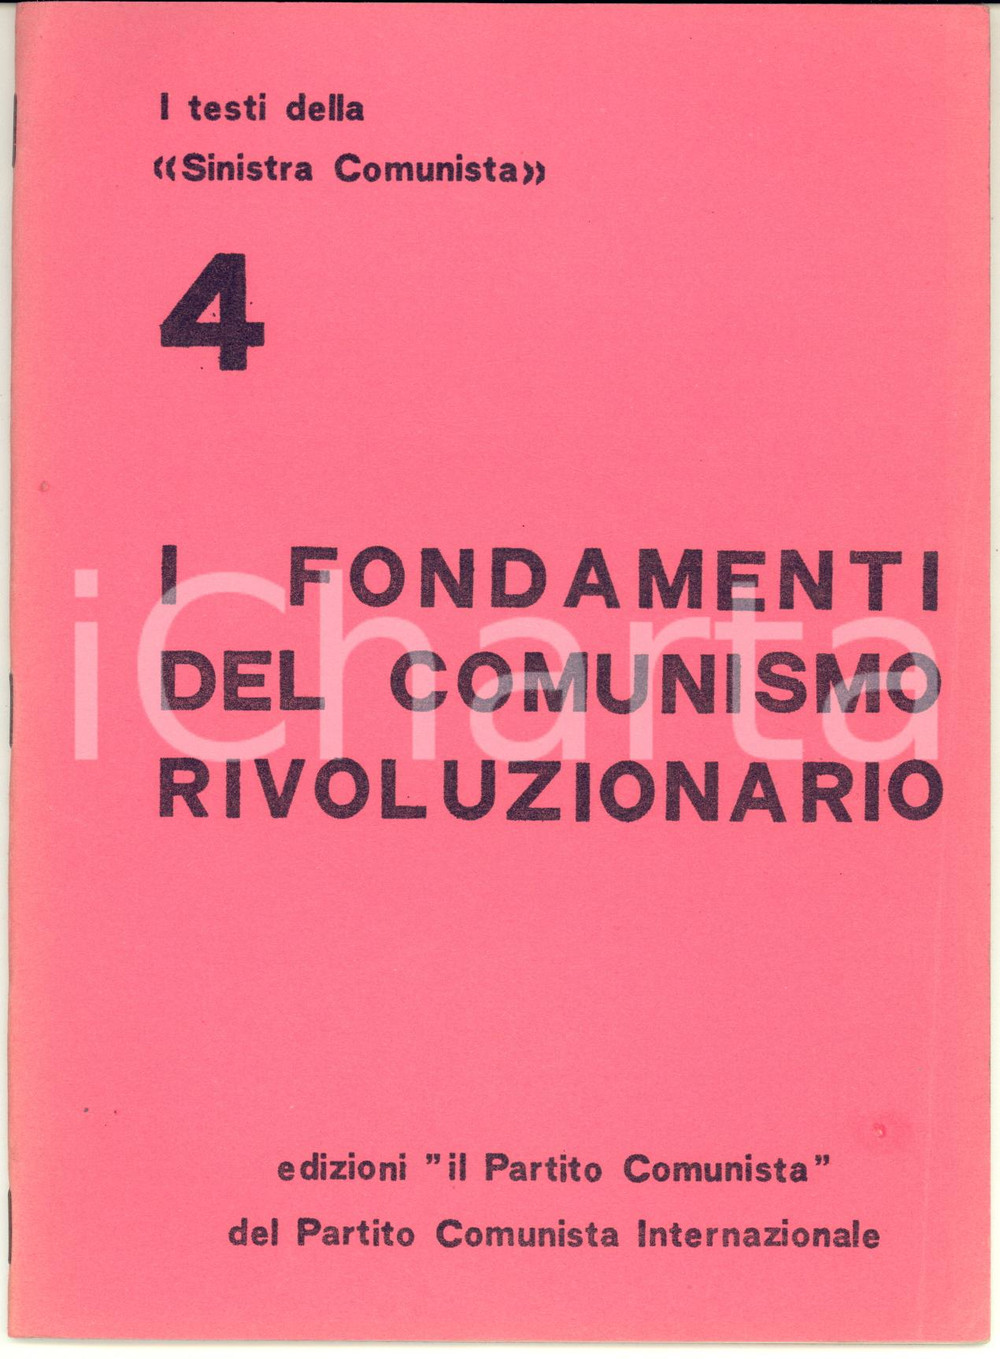 I testi della
«Sinistra Comunista»
4
I FONDAMENTI
DEL COMUNISMO
RIVOLUZIONARIO
iCharta
edizioni "il Partito Comunista"
del Partito Comunista Internazionale